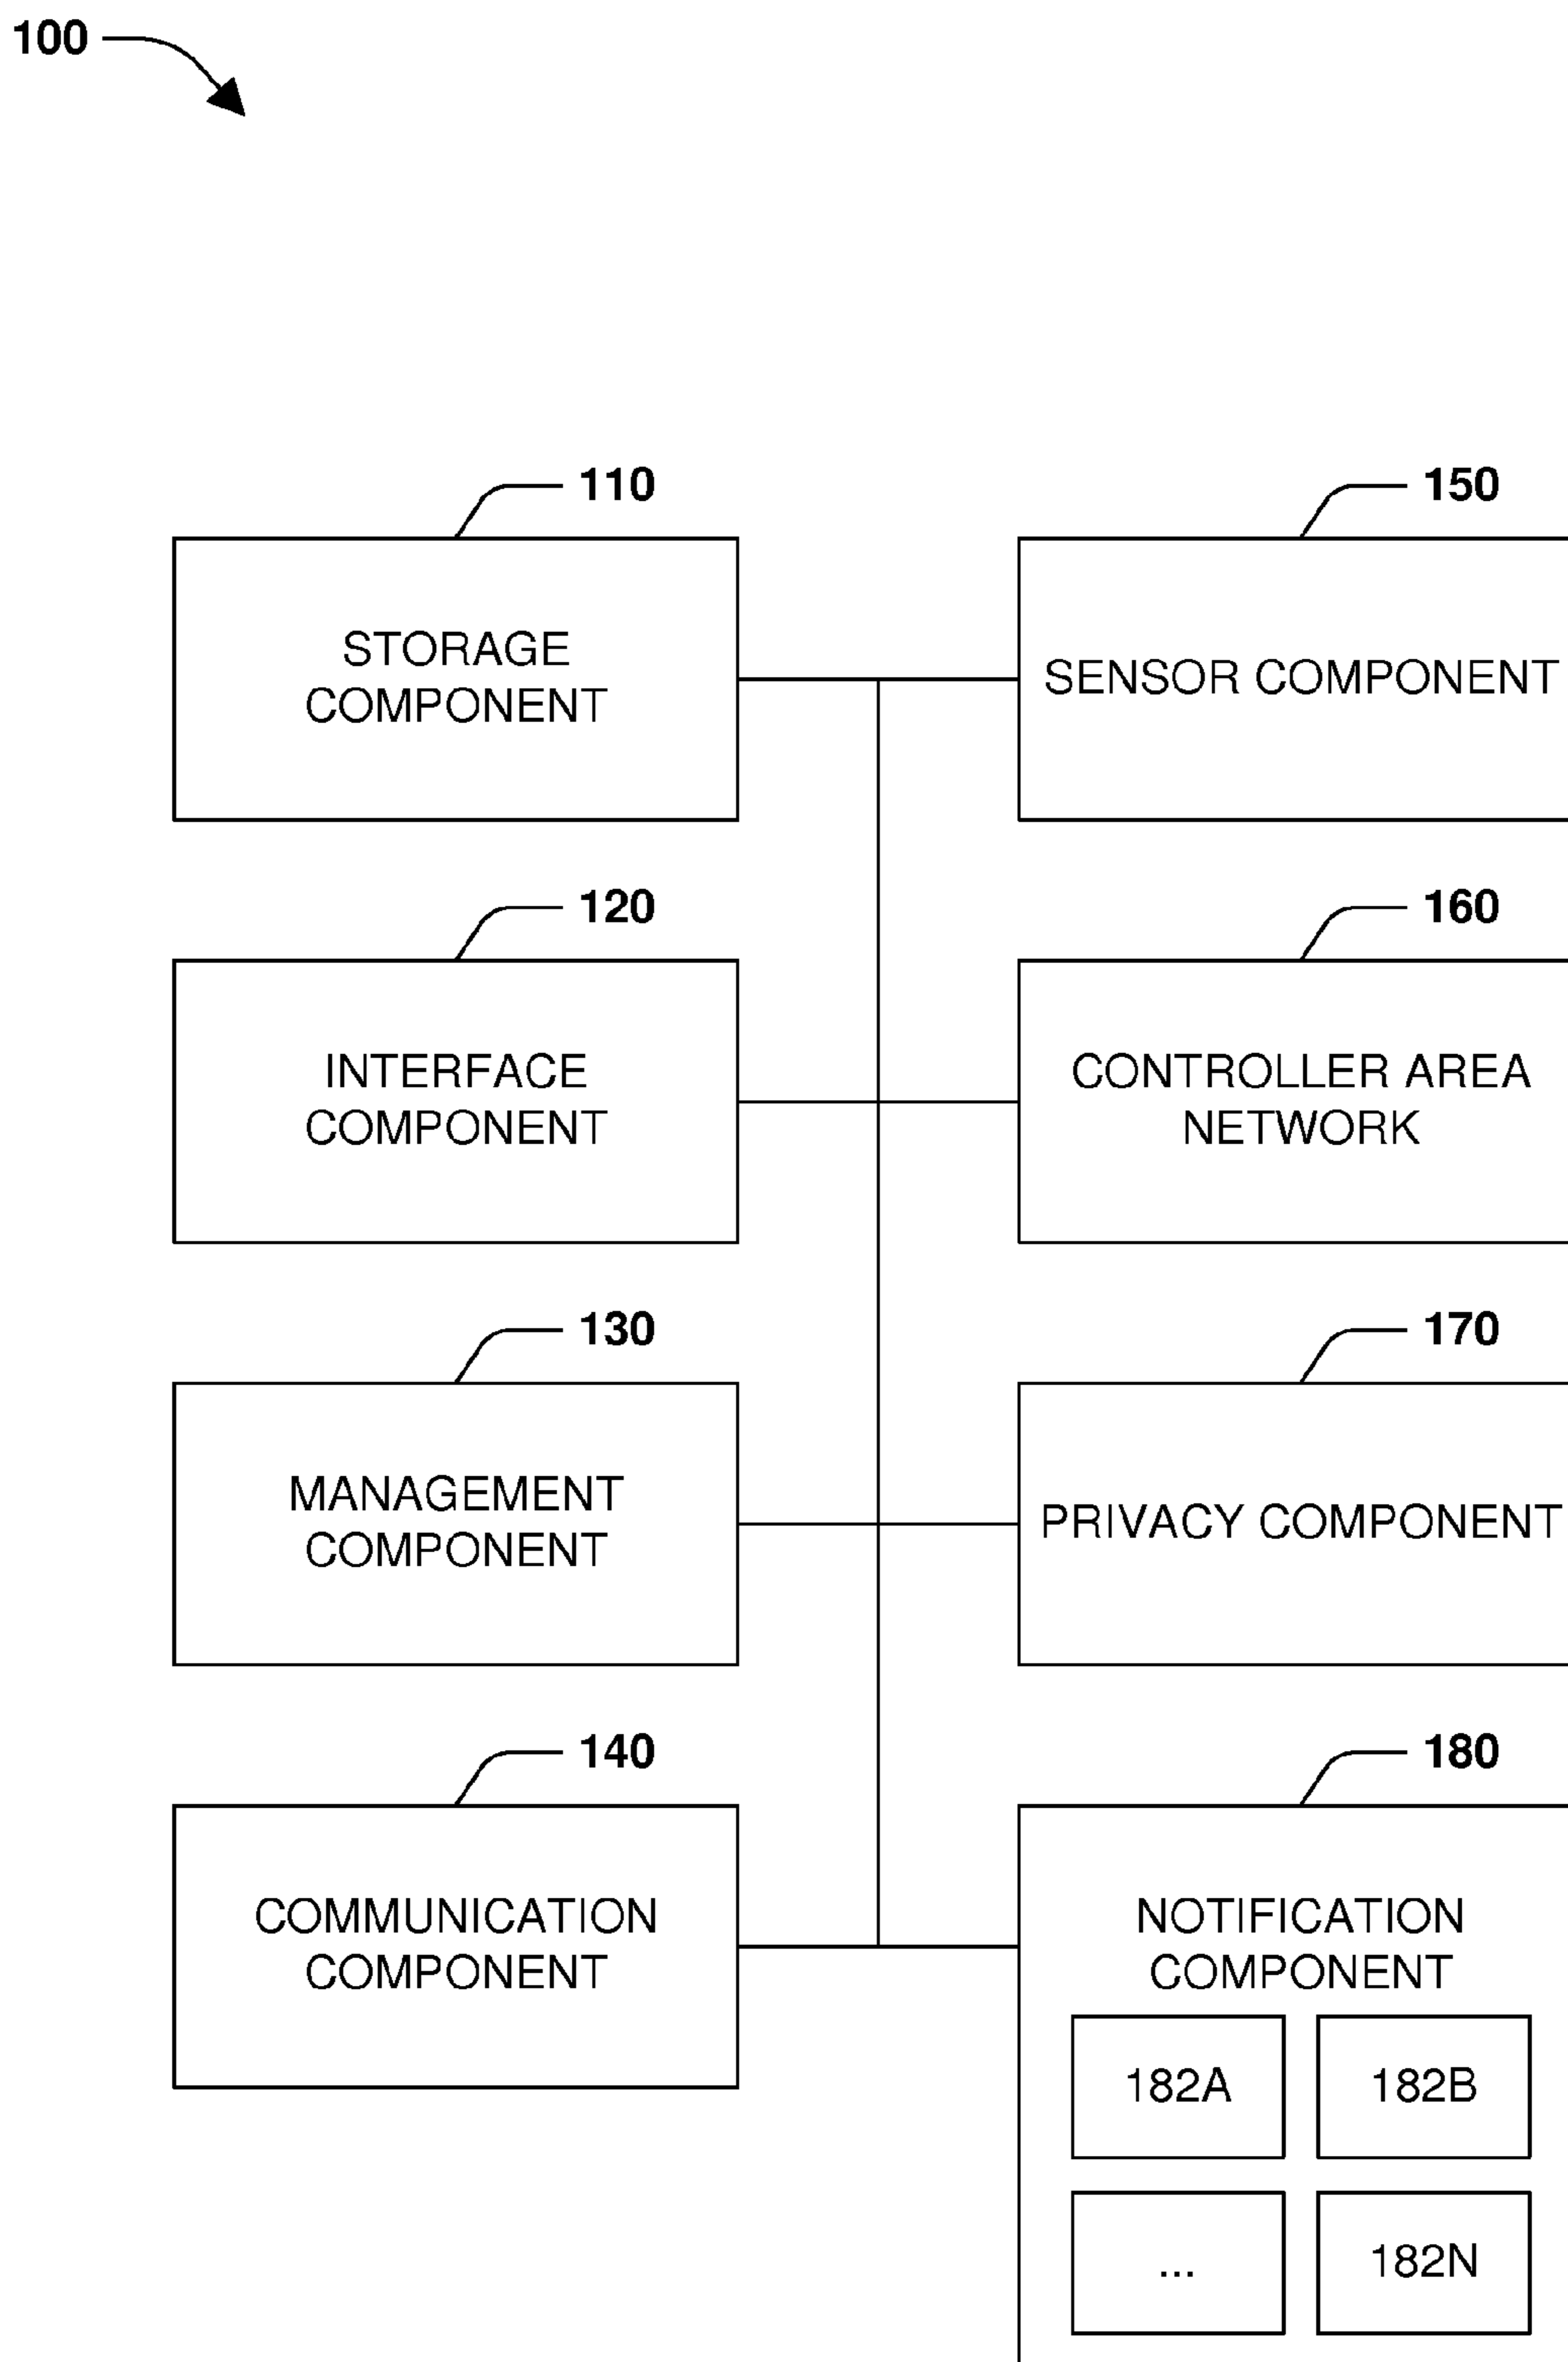 100
110
150
STORAGE
COMPONENT
SENSOR COMPONENT
120
160
INTERFACE
COMPONENT
CONTROLLER AREA
NETWORK
130
170
MANAGEMENT
COMPONENT
PRIVACY COMPONENT
140
180
COMMUNICATION
COMPONENT
NOTIFICATION
COMPONENT
182A
182B
...
182N